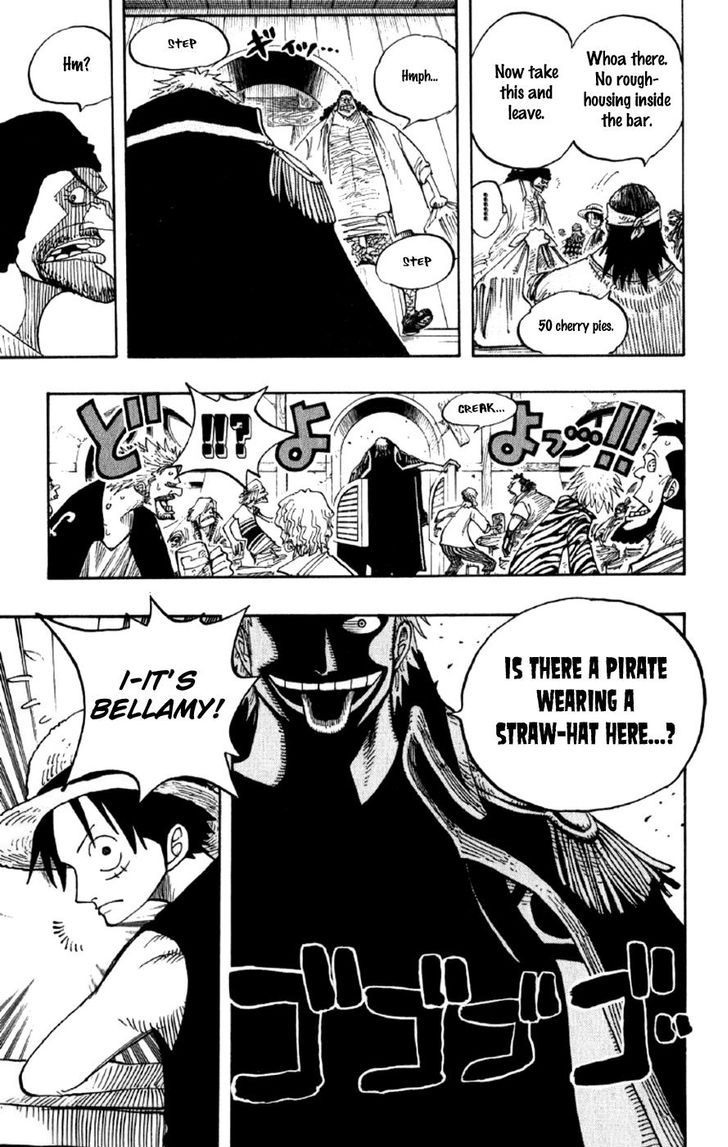 Whoa there.
No rough-
housing inside
the bar.
Now take
this and
leave.
50 cherry pies.
Hmph...
STEP
ギィッ…
STEP
Hm?
CREAK...
どよよっ…!!
!!?
IS THERE A PIRATE
WEARING A
STRAW-HAT HERE...?
I-IT'S
BELLAMY!
ゴゴゴゴ